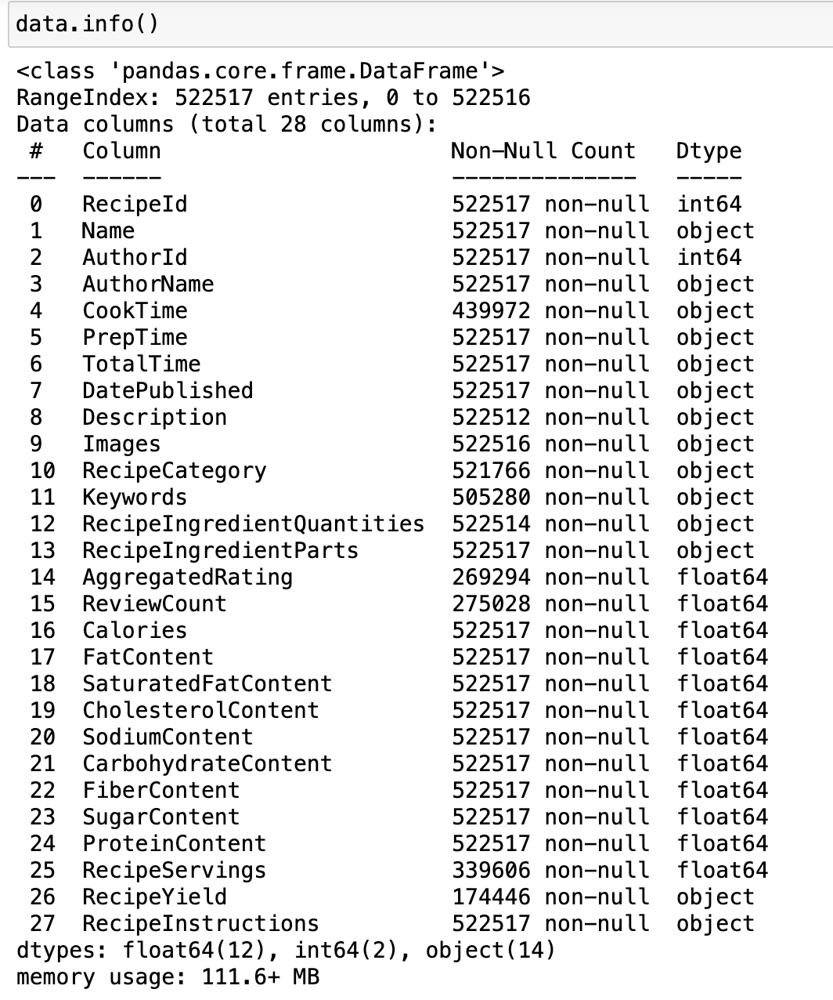 data.info()
<class 'pandas.core.frame.DataFrame'>
RangeIndex: 522517 entries, 0 to 522516
Data columns (total 28 columns):
 #   Column                      Non-Null Count   Dtype
---  ------                      --------------   -----
 0   RecipeId                    522517 non-null  int64
 1   Name                        522517 non-null  object
 2   AuthorId                    522517 non-null  int64
 3   AuthorName                  522517 non-null  object
 4   CookTime                    439972 non-null  object
 5   PrepTime                    522517 non-null  object
 6   TotalTime                   522517 non-null  object
 7   DatePublished               522517 non-null  object
 8   Description                 522512 non-null  object
 9   Images                      522516 non-null  object
 10  RecipeCategory              521766 non-null  object
 11  Keywords                    505280 non-null  object
 12  RecipeIngredientQuantities  522514 non-null  object
 13  RecipeIngredientParts       522517 non-null  object
 14  AggregatedRating            269294 non-null  float64
 15  ReviewCount                 275028 non-null  float64
 16  Calories                    522517 non-null  float64
 17  FatContent                  522517 non-null  float64
 18  SaturatedFatContent         522517 non-null  float64
 19  CholesterolContent          522517 non-null  float64
 20  SodiumContent               522517 non-null  float64
 21  CarbohydrateContent         522517 non-null  float64
 22  FiberContent                522517 non-null  float64
 23  SugarContent                522517 non-null  float64
 24  ProteinContent              522517 non-null  float64
 25  RecipeServings              339606 non-null  float64
 26  RecipeYield                 174446 non-null  object
 27  RecipeInstructions          522517 non-null  object
dtypes: float64(12), int64(2), object(14)
memory usage: 111.6+ MB